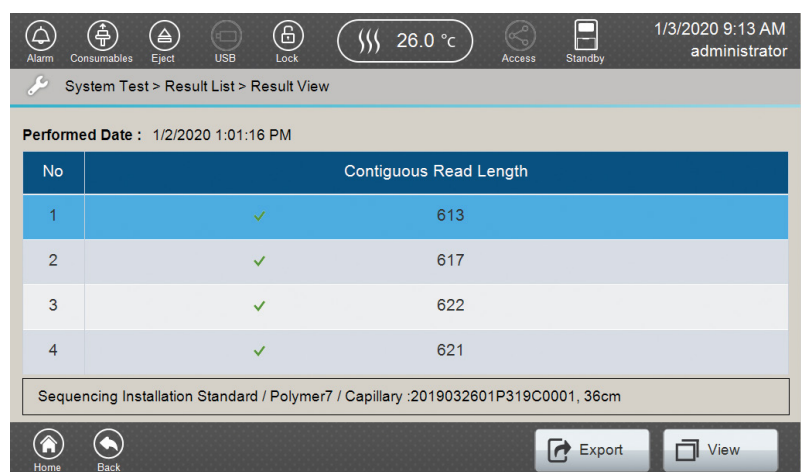 Alarm Consumables Eject USB Lock 26.0 °c Access Standby 1/3/2020 9:13 AM
administrator
System Test > Result List > Result View
Performed Date : 1/2/2020 1:01:16 PM
No Contiguous Read Length
1 ✓ 613
2 ✓ 617
3 ✓ 622
4 ✓ 621
Sequencing Installation Standard / Polymer7 / Capillary :2019032601P319C0001, 36cm
Home Back Export View